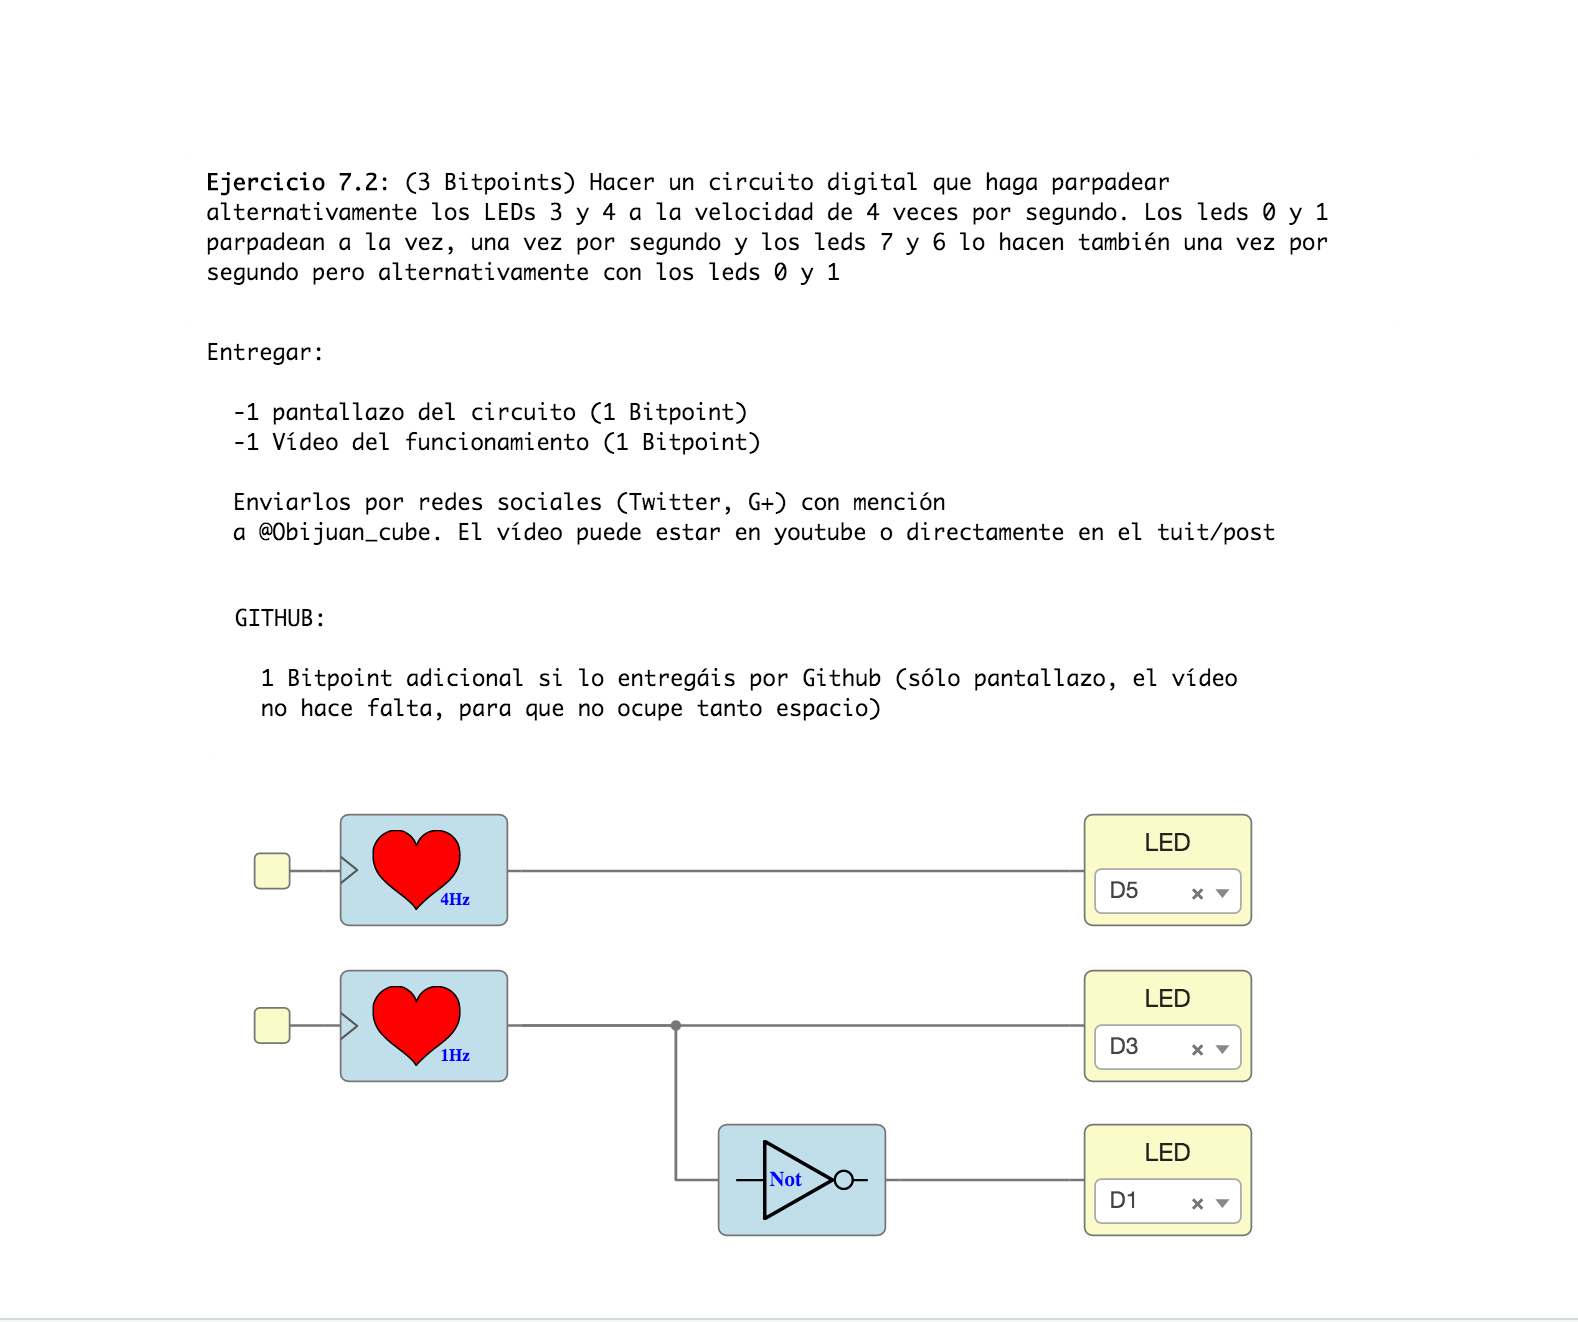 Ejercicio 7.2: (3 Bitpoints) Hacer un circuito digital que haga parpadear
alternativamente los LEDs 3 y 4 a la velocidad de 4 veces por segundo. Los leds 0 y 1
parpadean a la vez, una vez por segundo y los leds 7 y 6 lo hacen también una vez por
segundo pero alternativamente con los leds 0 y 1
Entregar:
-1 pantallazo del circuito (1 Bitpoint)
-1 Vídeo del funcionamiento (1 Bitpoint)
Enviarlos por redes sociales (Twitter, G+) con mención
a @Obijuan_cube. El vídeo puede estar en youtube o directamente en el tuit/post
GITHUB:
1 Bitpoint adicional si lo entregáis por Github (sólo pantallazo, el vídeo
no hace falta, para que no ocupe tanto espacio)
4Hz
LED
D5
1Hz
LED
D3
Not
LED
D1